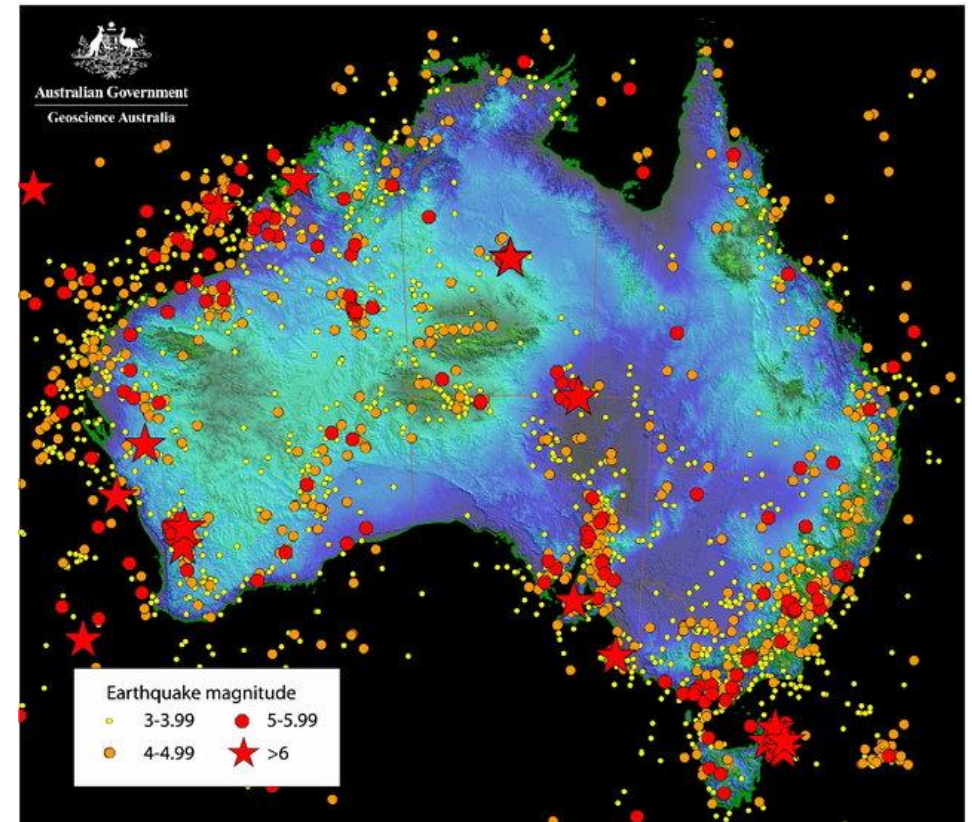 Australian Government
Geoscience Australia
Earthquake magnitude
3-3.99
5-5.99
4-4.99
>6